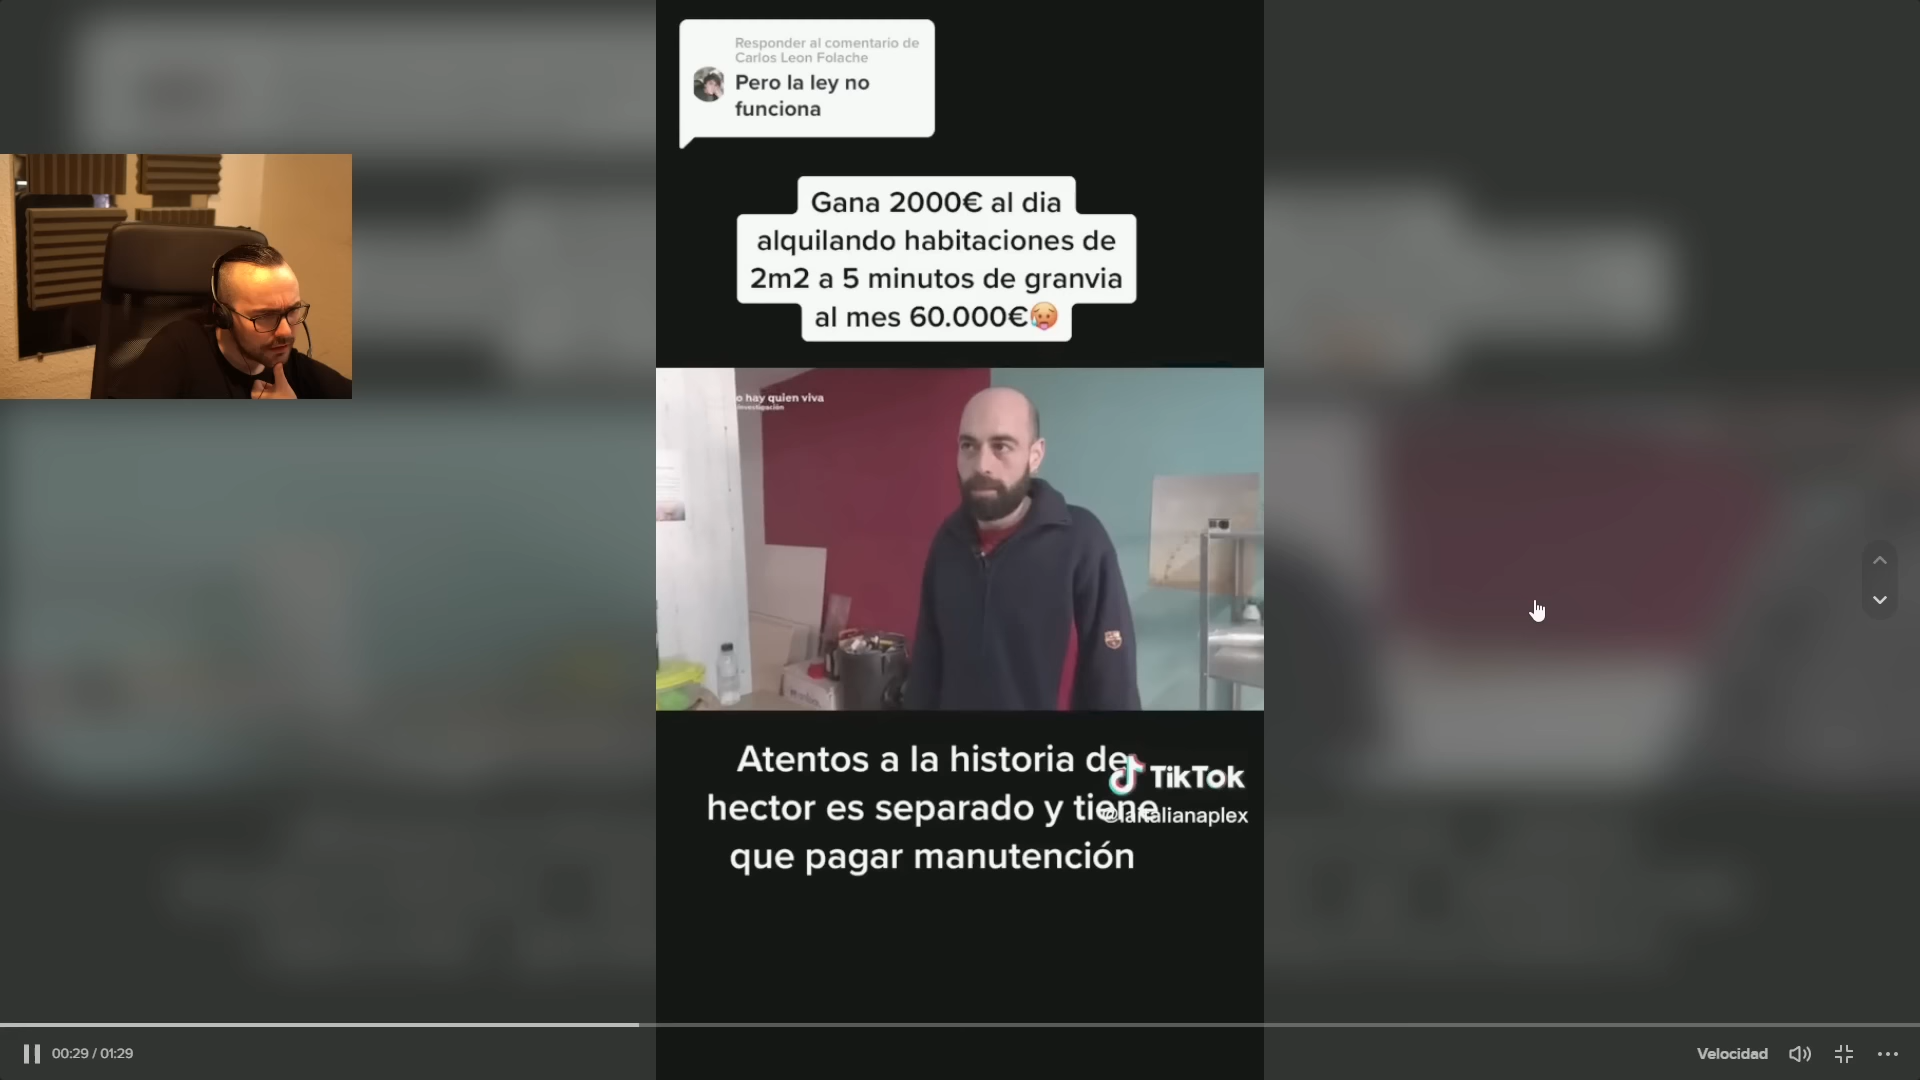 Responder al comentario de
Carlos Leon Folache
Pero la ley no
funciona
Gana 2000€ al dia
alquilando habitaciones de
2m2 a 5 minutos de granvia
al mes 60.000€🥵
o hay quien viva
investigación
Atentos a la historia de
hector es separado y tiene
que pagar manutención
TikTok
@laitalianaplex
00:29 / 01:29
Velocidad